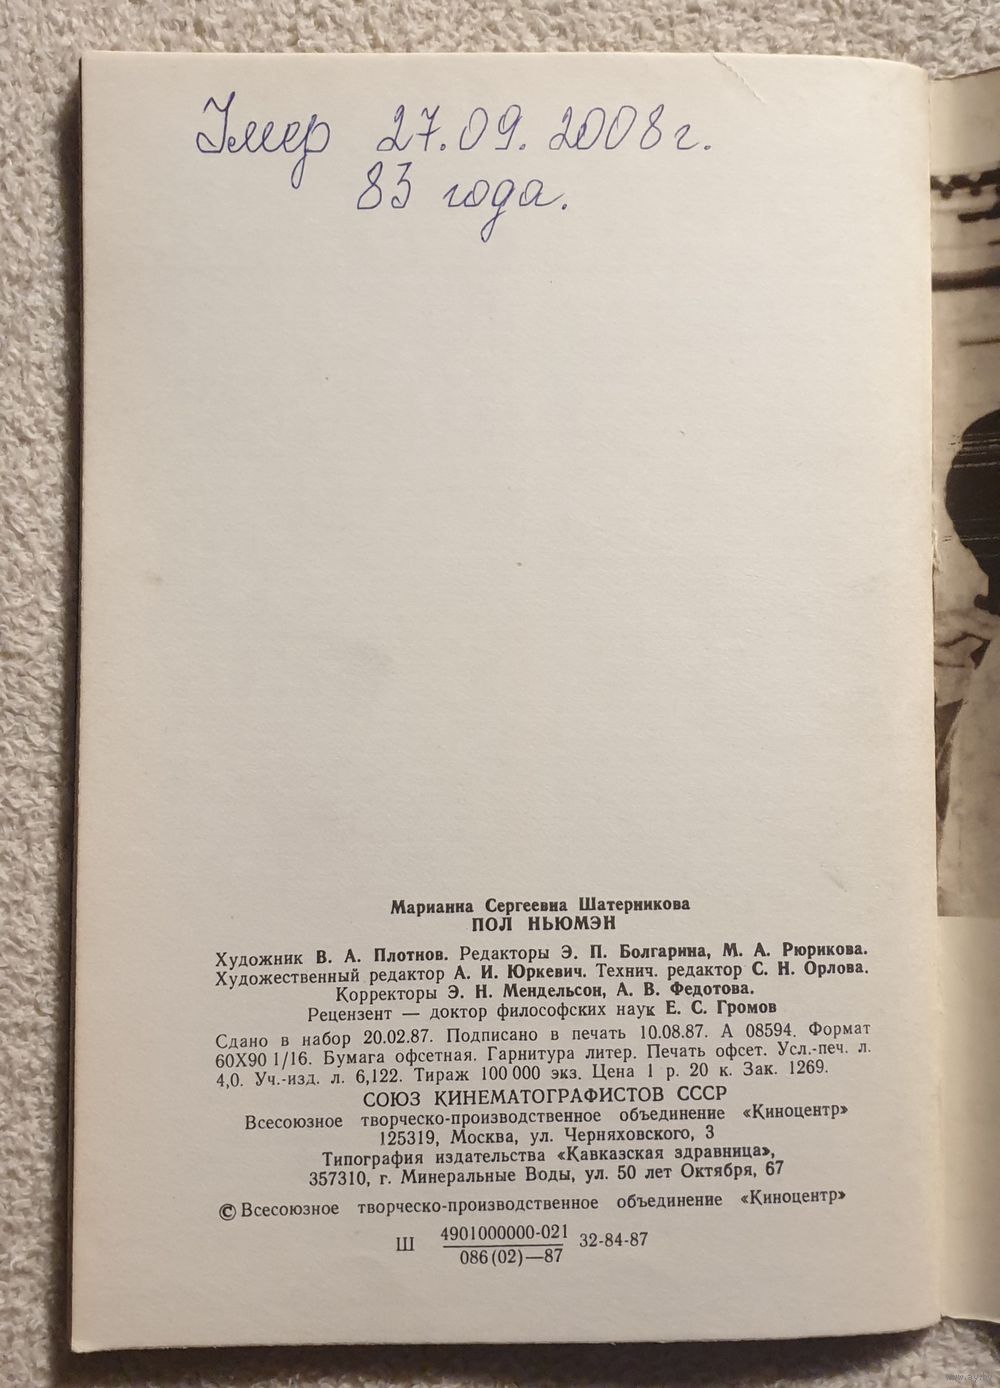 Умер 27.09.2008г.
83 года.
Марианна Сергеевна Шатерникова
ПОЛ НЬЮМЭН
Художник В. А. Плотнов. Редакторы Э. П. Болгарина, М. А. Рюрикова.
Художественный редактор А. И. Юркевич. Технич. редактор С. Н. Орлова.
Корректоры Э. Н. Мендельсон, А. В. Федотова.
Рецензент — доктор философских наук Е. С. Громов
Сдано в набор 20.02.87. Подписано в печать 10.08.87. А 08594. Формат
60Х90 1/16. Бумага офсетная. Гарнитура литер. Печать офсет. Усл.-печ. л.
4,0. Уч.-изд. л. 6,122. Тираж 100 000 экз. Цена 1 р. 20 к. Зак. 1269.
СОЮЗ КИНЕМАТОГРАФИСТОВ СССР
Всесоюзное творческо-производственное объединение «Киноцентр»
125319, Москва, ул. Черняховского, 3
Типография издательства «Кавказская здравница»,
357310, г. Минеральные Воды, ул. 50 лет Октября, 67
© Всесоюзное творческо-производственное объединение «Киноцентр»
Ш 4901000000-021 32-84-87
086(02)—87
www.ay.by